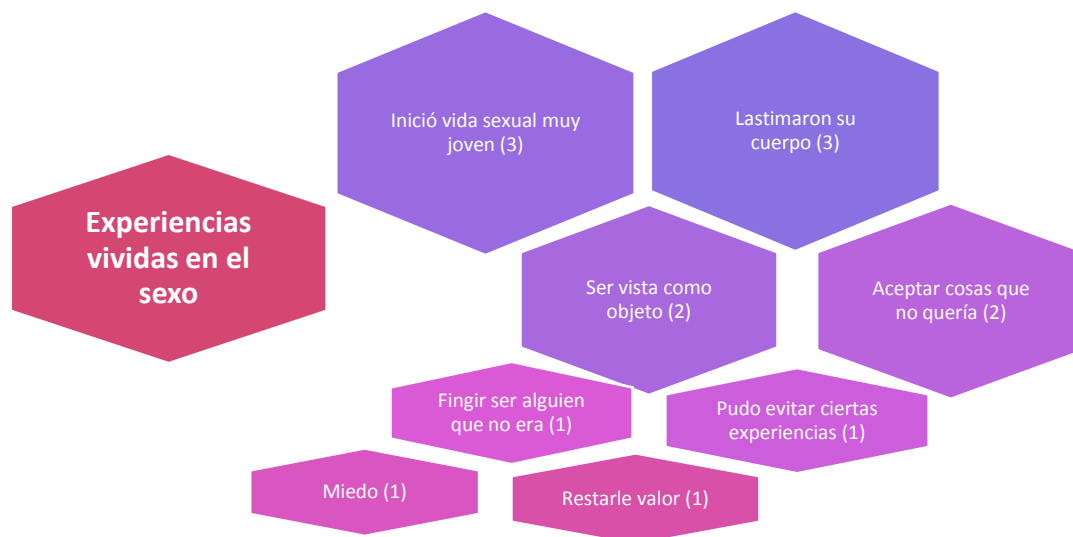 Experiencias
vividas en el
sexo
Inició vida sexual muy
joven (3)
Lastimaron su
cuerpo (3)
Ser vista como
objeto (2)
Aceptar cosas que
no quería (2)
Fingir ser alguien
que no era (1)
Pudo evitar ciertas
experiencias (1)
Miedo (1)
Restarle valor (1)